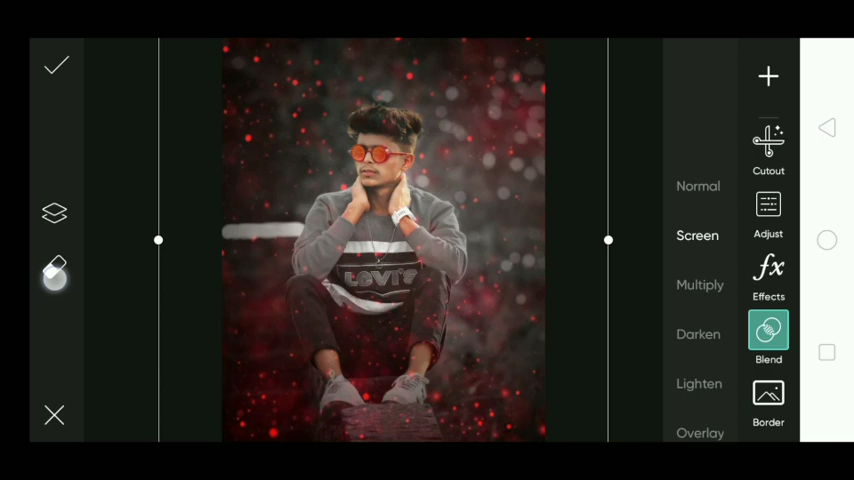 Normal
Screen
Multiply
Darken
Lighten
Overlay
Cutout
Adjust
fx
Effects
Blend
Border
LEVI'S